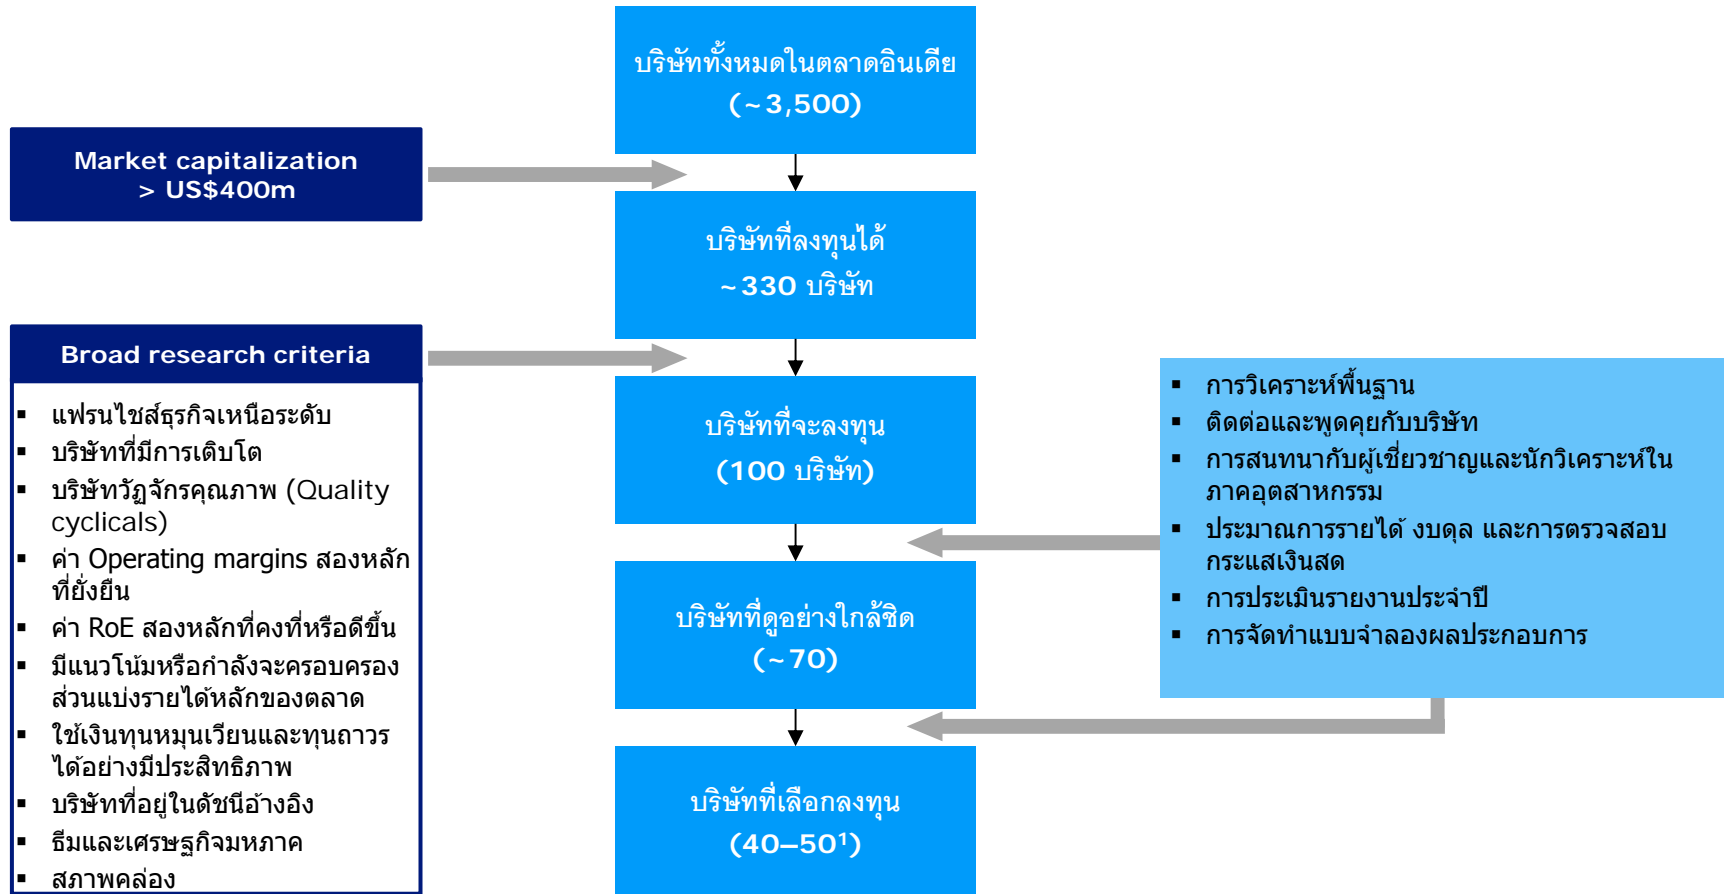 บริษัททั้งหมดในตลาดอินเดีย
(~3,500)
Market capitalization
> US$400m
บริษัทที่ลงทุนได้
~330 บริษัท
Broad research criteria
▪ แฟรนไชส์ธุรกิจเหนือระดับ
▪ บริษัทที่มีการเติบโต
▪ บริษัทวัฏจักรคุณภาพ (Quality
cyclicals)
▪ ค่า Operating margins สองหลัก
ที่ยั่งยืน
▪ ค่า RoE สองหลักที่คงที่หรือดีขึ้น
▪ มีแนวโน้มหรือกำลังจะครอบครอง
ส่วนแบ่งรายได้หลักของตลาด
▪ ใช้เงินทุนหมุนเวียนและทุนถาวร
ได้อย่างมีประสิทธิภาพ
▪ บริษัทที่อยู่ในดัชนีอ้างอิง
▪ ธีมและเศรษฐกิจมหภาค
▪ สภาพคล่อง
บริษัทที่จะลงทุน
(100 บริษัท)
▪ การวิเคราะห์พื้นฐาน
▪ ติดต่อและพูดคุยกับบริษัท
▪ การสนทนากับผู้เชี่ยวชาญและนักวิเคราะห์ใน
ภาคอุตสาหกรรม
▪ ประมาณการรายได้ งบดุล และการตรวจสอบ
กระแสเงินสด
▪ การประเมินรายงานประจำปี
▪ การจัดทำแบบจำลองผลประกอบการ
บริษัทที่ดูอย่างใกล้ชิด
(~70)
บริษัทที่เลือกลงทุน
(40–50¹)